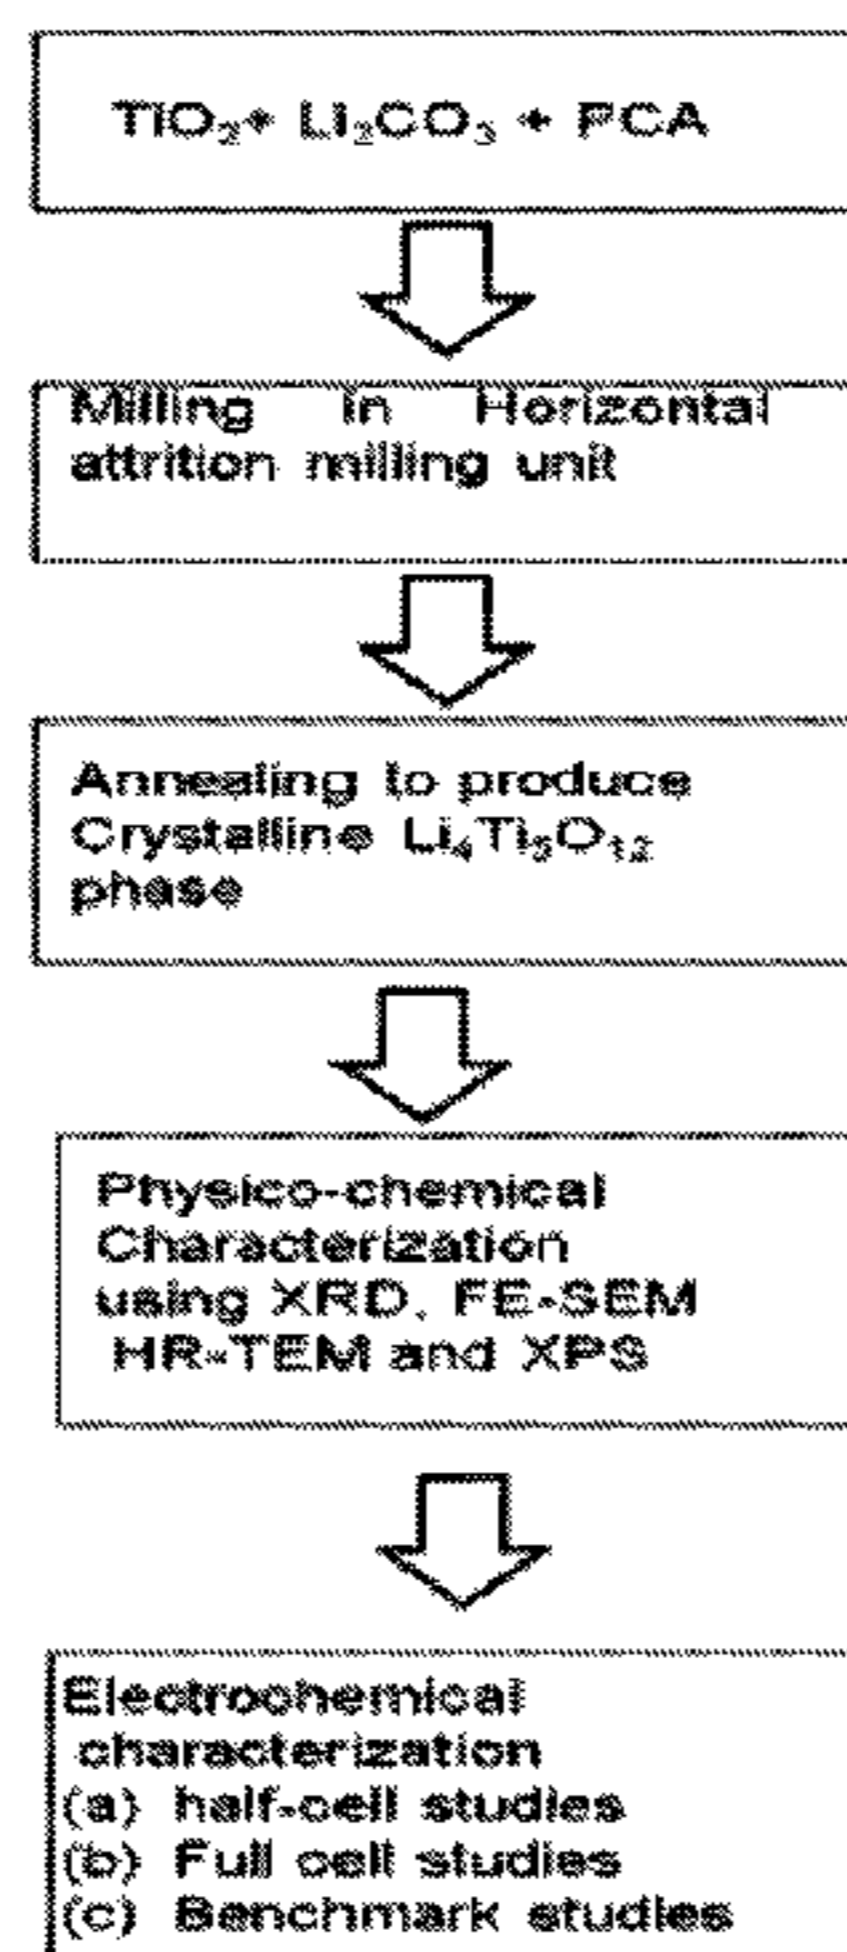 TiO₂+ Li₂CO₃ + PCA
Milling in Horizontal
attrition milling unit
Annealing to produce
Crystalline Li₄Ti₅O₁₂
phase
Physico-chemical
Characterization
using XRD, FE-SEM
HR-TEM and XPS
Electrochemical
characterization
(a) half-cell studies
(b) Full cell studies
(c) Benchmark studies